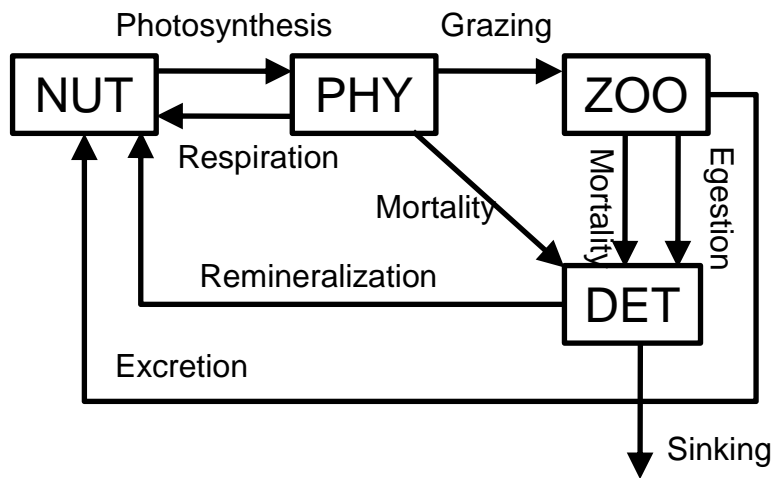 Photosynthesis
Grazing
NUT
PHY
ZOO
Respiration
Mortality
Mortality
Egestion
Remineralization
DET
Excretion
Sinking